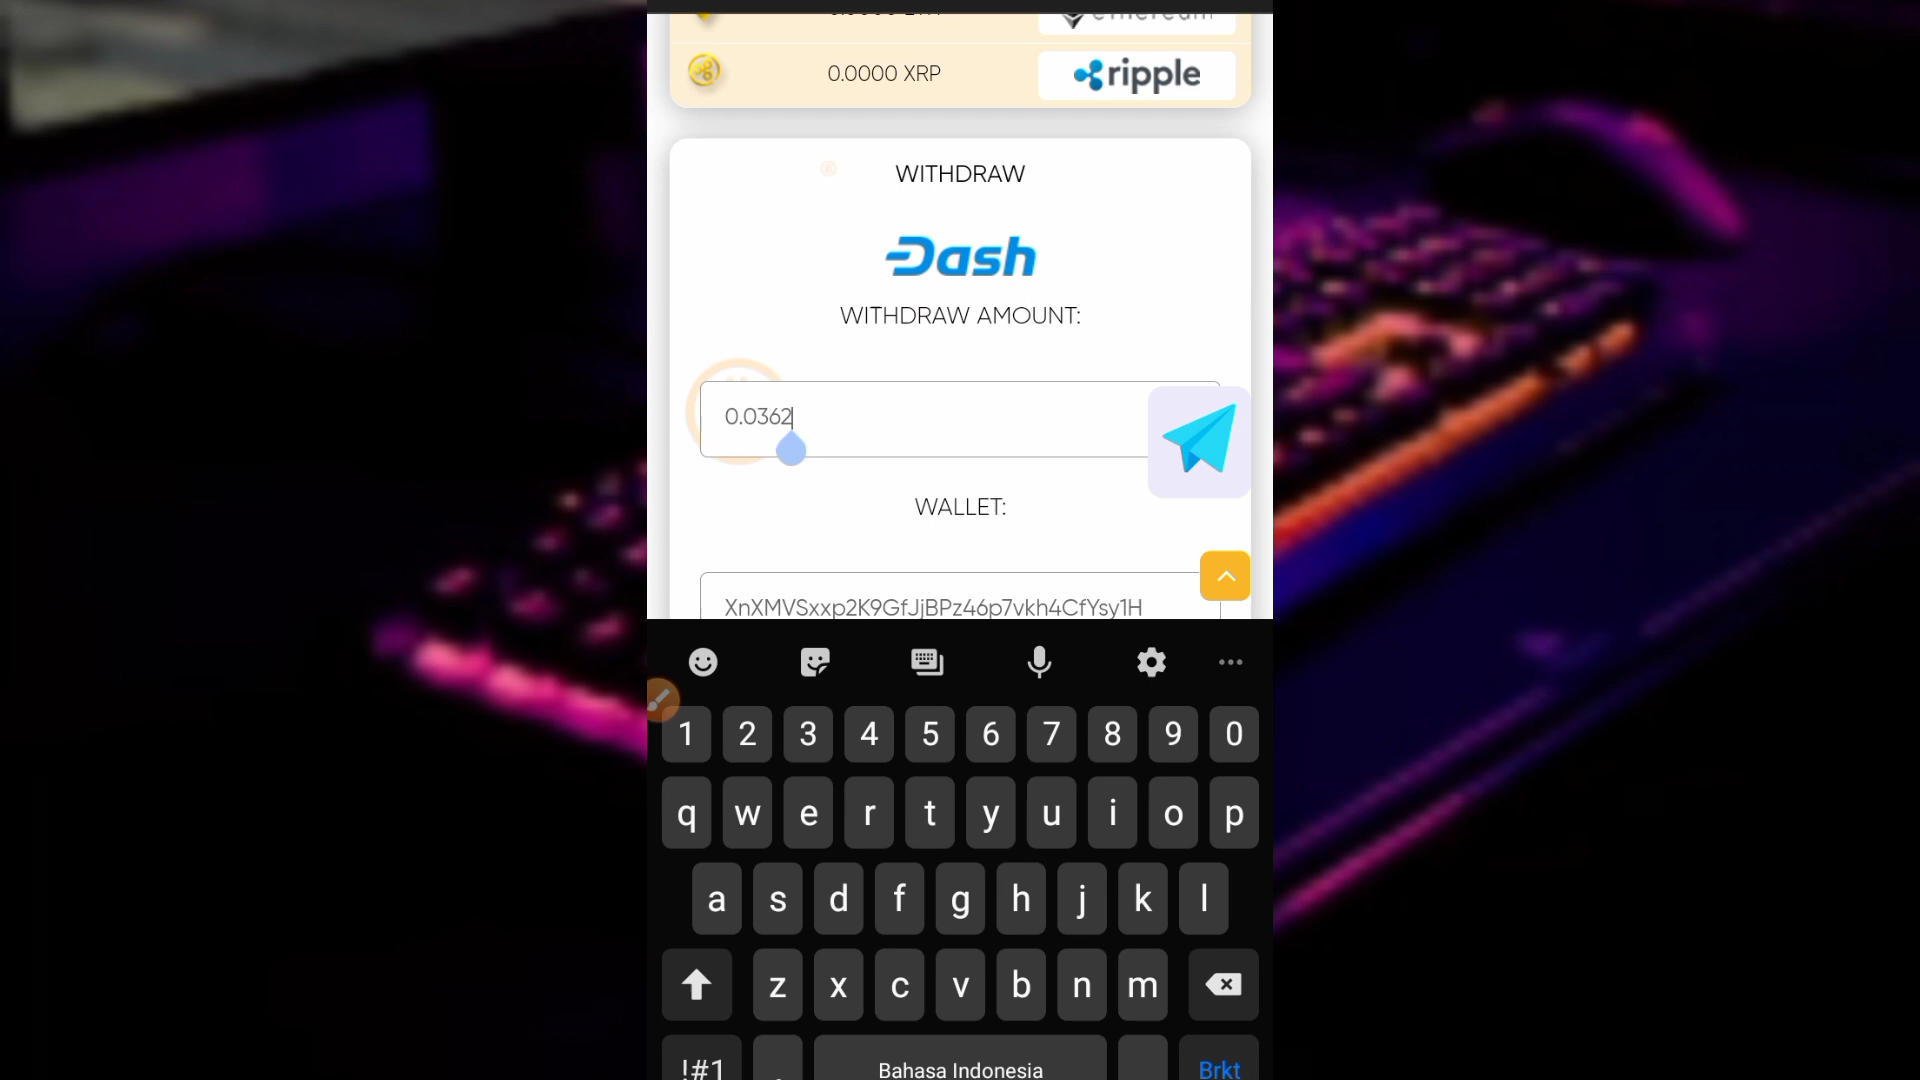 0.0000 XRP
ripple
WITHDRAW
Dash
WITHDRAW AMOUNT:
0.0362
WALLET:
XnXMVSxxp2K9GfJjBPz46p7vkh4CfYsy1H
1 2 3 4 5 6 7 8 9 0
q w e r t y u i o p
a s d f g h j k l
z x c v b n m
!#1 Bahasa Indonesia Brkt